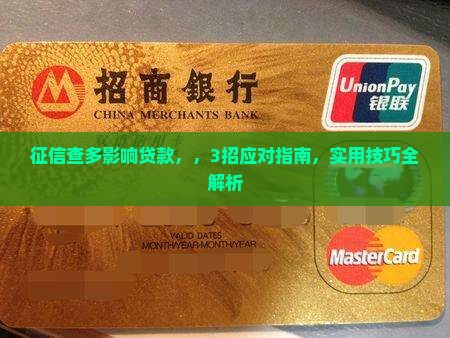 招商銀行
CHINA MERCHANTS BANK
UnionPay
银联
征信查多影响贷款，，3招应对指南，实用技巧全
解析
VALID DATES
MONTH/YEAR-MONTH/YEAR
MasterCard